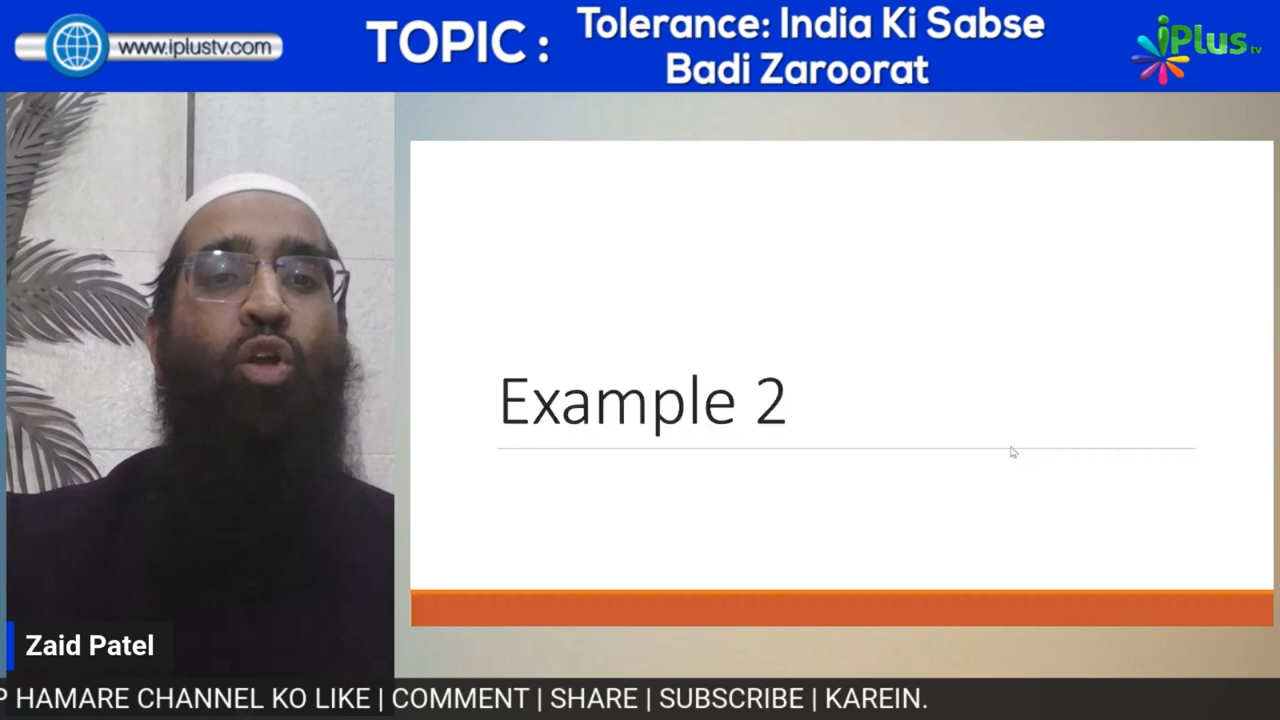 www.iplustv.com
TOPIC :
Tolerance: India Ki Sabse
Badi Zaroorat
iPlus tv
Example 2
Zaid Patel
P HAMARE CHANNEL KO LIKE | COMMENT | SHARE | SUBSCRIBE | KAREIN.